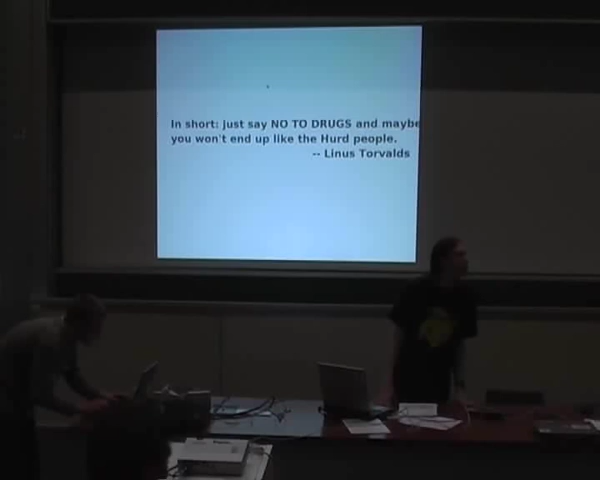 In short: just say NO TO DRUGS and maybe
you won't end up like the Hurd people.
-- Linus Torvalds